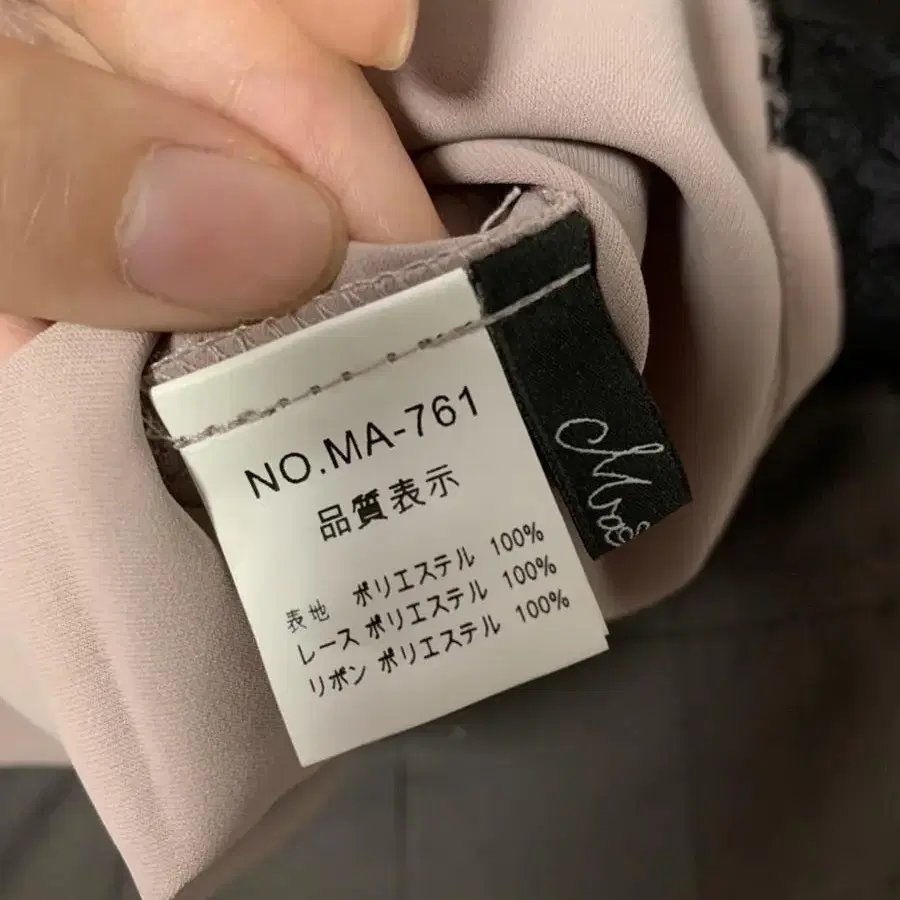 NO.MA-761
品質表示
表地 ポリエステル 100%
レース ポリエステル 100%
リボン ポリエステル 100%